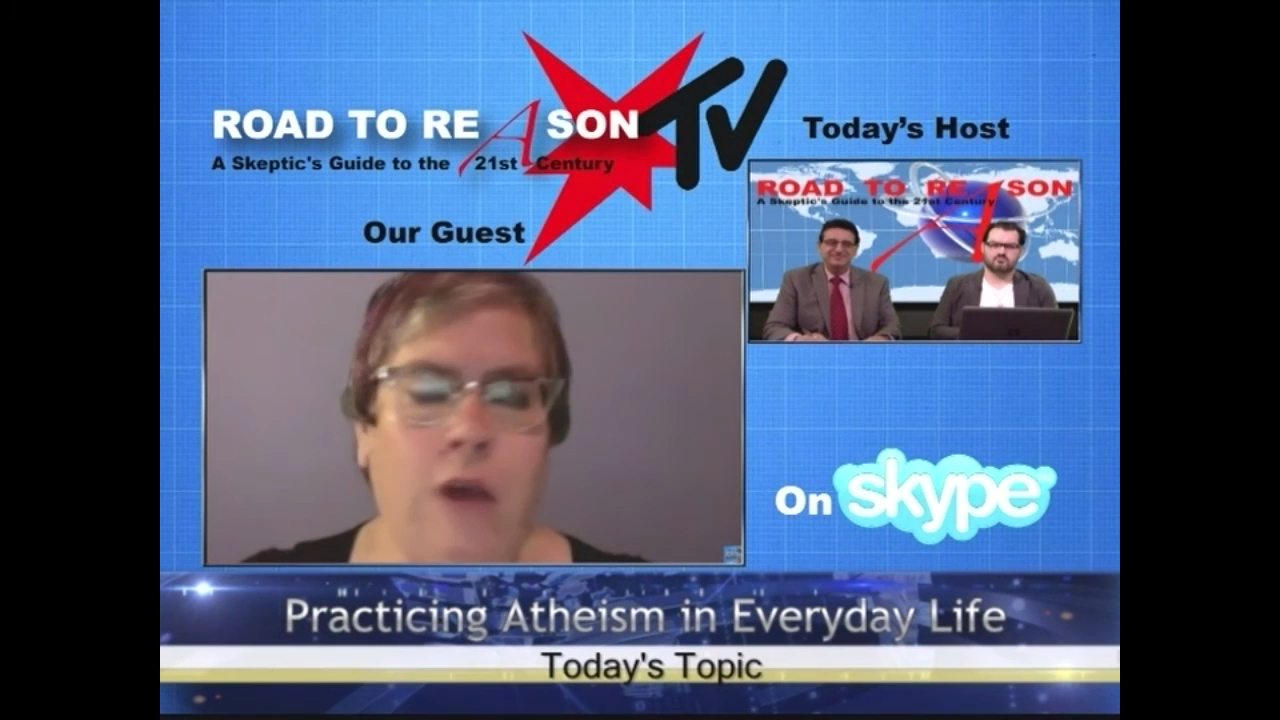 ROAD TO REASON TV
A Skeptic's Guide to the 21st Century
Today's Host
ROAD TO REASON
A Skeptic's Guide to the 21st Century
Our Guest
On skype
Practicing Atheism in Everyday Life
Today's Topic